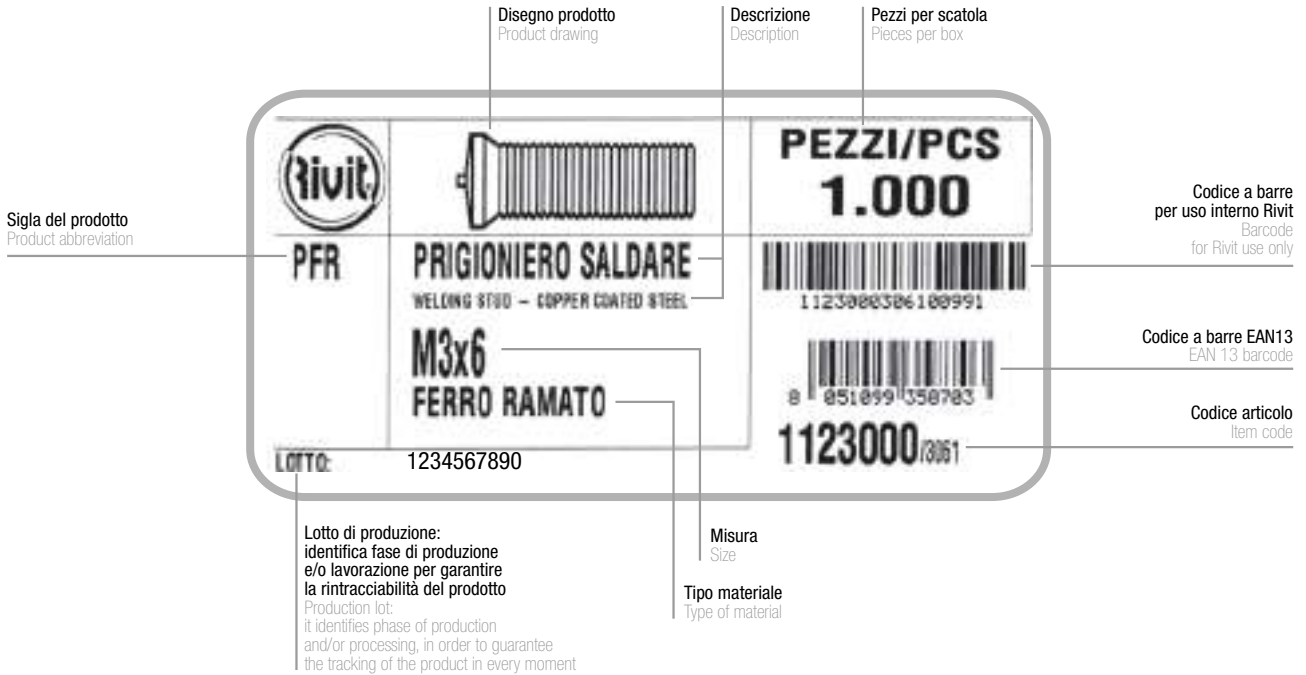 Disegno prodotto
Product drawing
Descrizione
Description
Pezzi per scatola
Pieces per box
Rivit
PEZZI/PCS
1.000
Sigla del prodotto
Product abbreviation
PFR
PRIGIONIERO SALDARE
WELDING STUD – COPPER COATED STEEL
M3x6
FERRO RAMATO
1123000306100991
8 051099 358703
1123000/3061
LOTTO:
1234567890
Codice a barre
per uso interno Rivit
Barcode
for Rivit use only
Codice a barre EAN13
EAN 13 barcode
Codice articolo
Item code
Lotto di produzione:
identifica fase di produzione
e/o lavorazione per garantire
la rintracciabilità del prodotto
Production lot:
it identifies phase of production
and/or processing, in order to guarantee
the tracking of the product in every moment
Misura
Size
Tipo materiale
Type of material